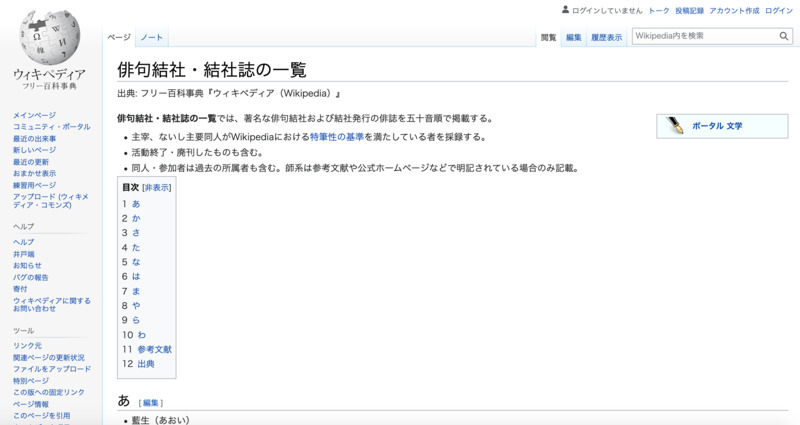 ログインしていません トーク 投稿記録 アカウント作成 ログイン
ウィキペディア
フリー百科事典
ページ ノート 閲覧 編集 履歴表示 Wikipedia内を検索
メインページ
コミュニティ・ポータル
最近の出来事
新しいページ
最近の更新
おまかせ表示
練習用ページ
アップロード (ウィキメ
ディア・コモンズ)
ヘルプ
ヘルプ
井戸端
お知らせ
バグの報告
寄付
ウィキペディアに関する
お問い合わせ
ツール
リンク元
関連ページの更新状況
ファイルをアップロード
特別ページ
この版への固定リンク
ページ情報
このページを引用
俳句結社・結社誌の一覧
出典: フリー百科事典『ウィキペディア（Wikipedia）』
俳句結社・結社誌の一覧では、著名な俳句結社および結社発行の俳誌を五十音順で掲載する。
ポータル 文学
• 主宰、ないし主要同人がWikipediaにおける特筆性の基準を満たしている者を採録する。
• 活動終了・廃刊したものも含む。
• 同人・参加者は過去の所属者も含む。師系は参考文献や公式ホームページなどで明記されている場合のみ記載。
目次 [非表示]
1 あ
2 か
3 さ
4 た
5 な
6 は
7 ま
8 や
9 ら
10 わ
11 参考文献
12 出典
あ [編集]
• 藍生（あおい）